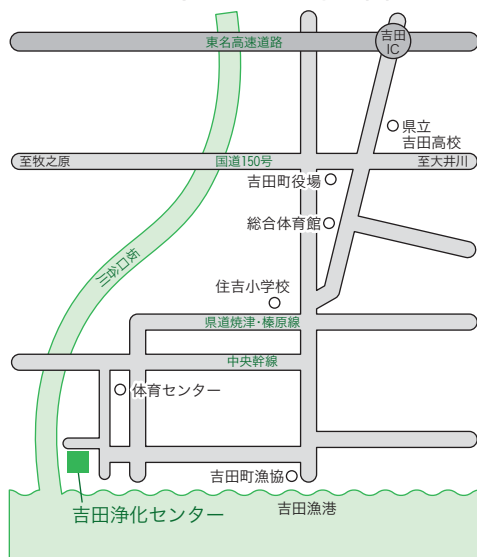 東名高速道路
吉田
IC
県立
吉田高校
至牧之原
国道150号
至大井川
吉田町役場
総合体育館
坂口谷川
住吉小学校
県道焼津・榛原線
中央幹線
体育センター
吉田町漁協
吉田浄化センター
吉田漁港